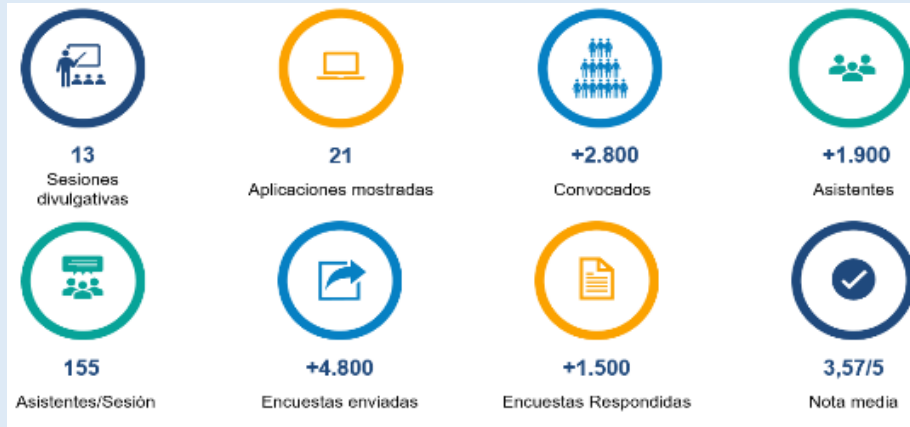 13
Sesiones
divulgativas
21
Aplicaciones mostradas
+2.800
Convocados
+1.900
Asistentes
155
Asistentes/Sesión
+4.800
Encuestas enviadas
+1.500
Encuestas Respondidas
3,57/5
Nota media